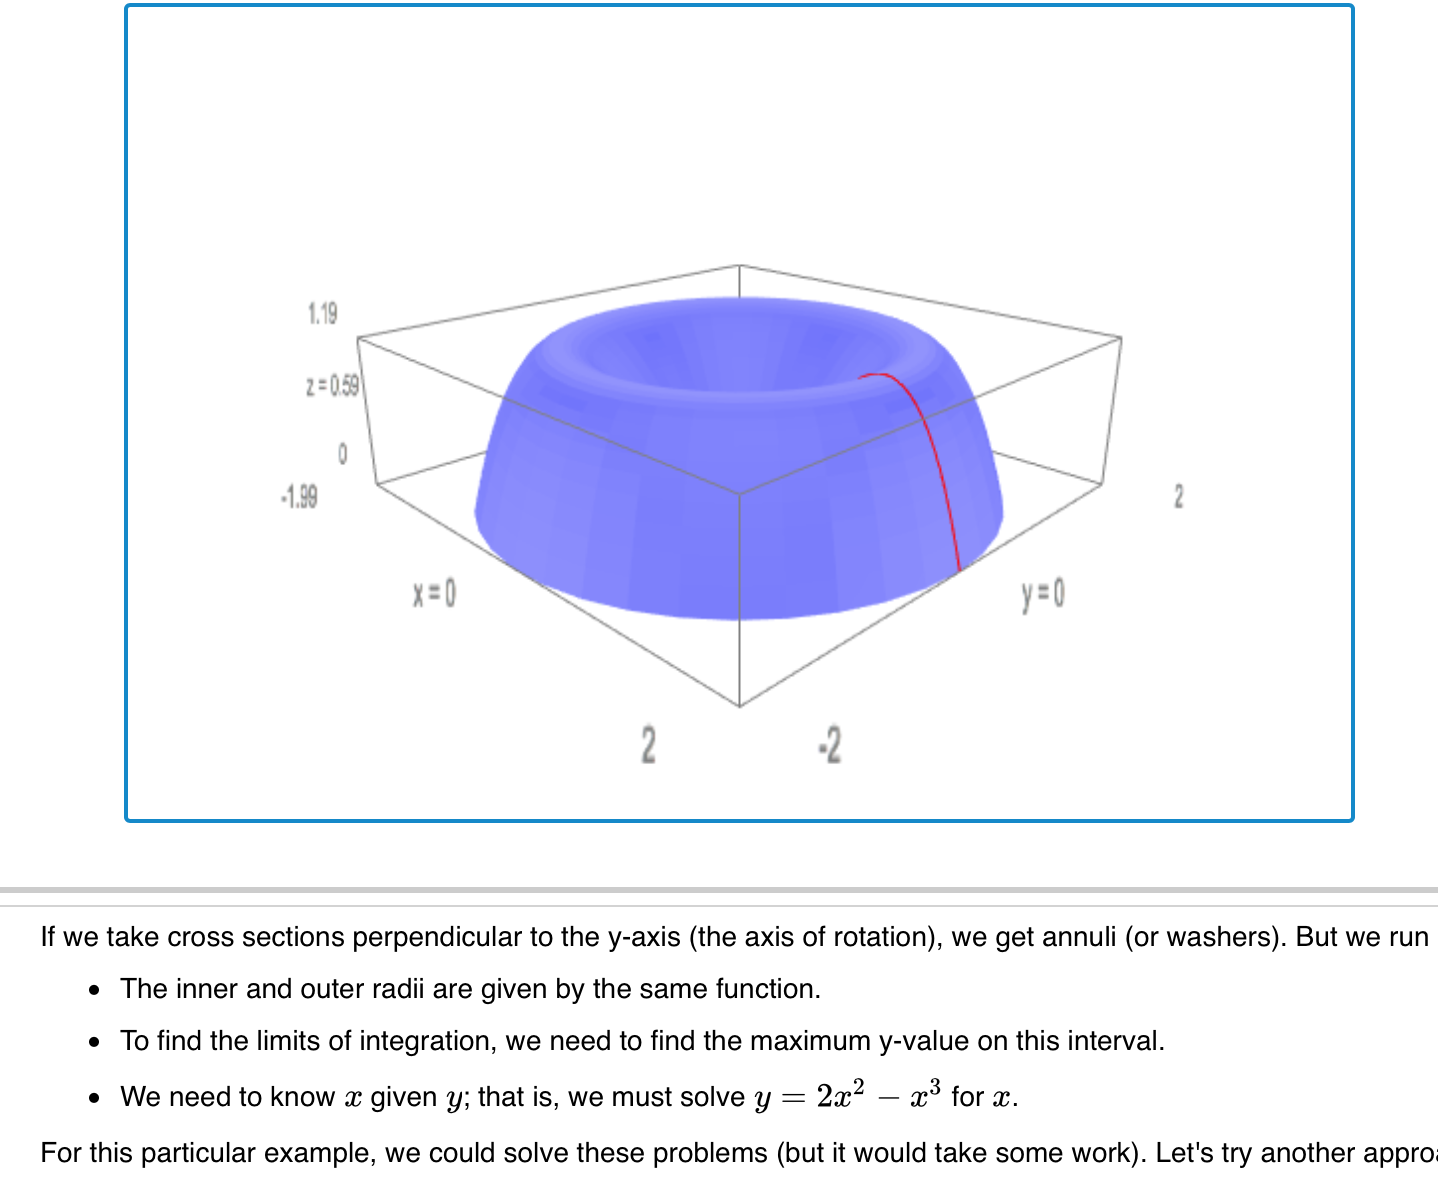 1.19
z=0.59
0
-1.99
2
x=0
y=0
2
-2
If we take cross sections perpendicular to the y-axis (the axis of rotation), we get annuli (or washers). But we run
• The inner and outer radii are given by the same function.
• To find the limits of integration, we need to find the maximum y-value on this interval.
• We need to know x given y; that is, we must solve y = 2x² − x³ for x.
For this particular example, we could solve these problems (but it would take some work). Let's try another